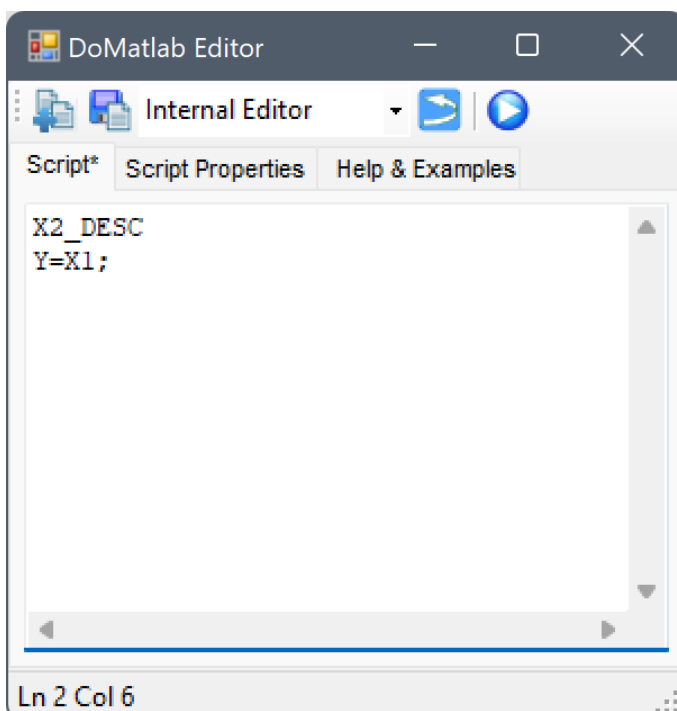 DoMatlab Editor
Internal Editor
Script* Script Properties Help & Examples
X2_DESC
Y=X1;
Ln 2 Col 6